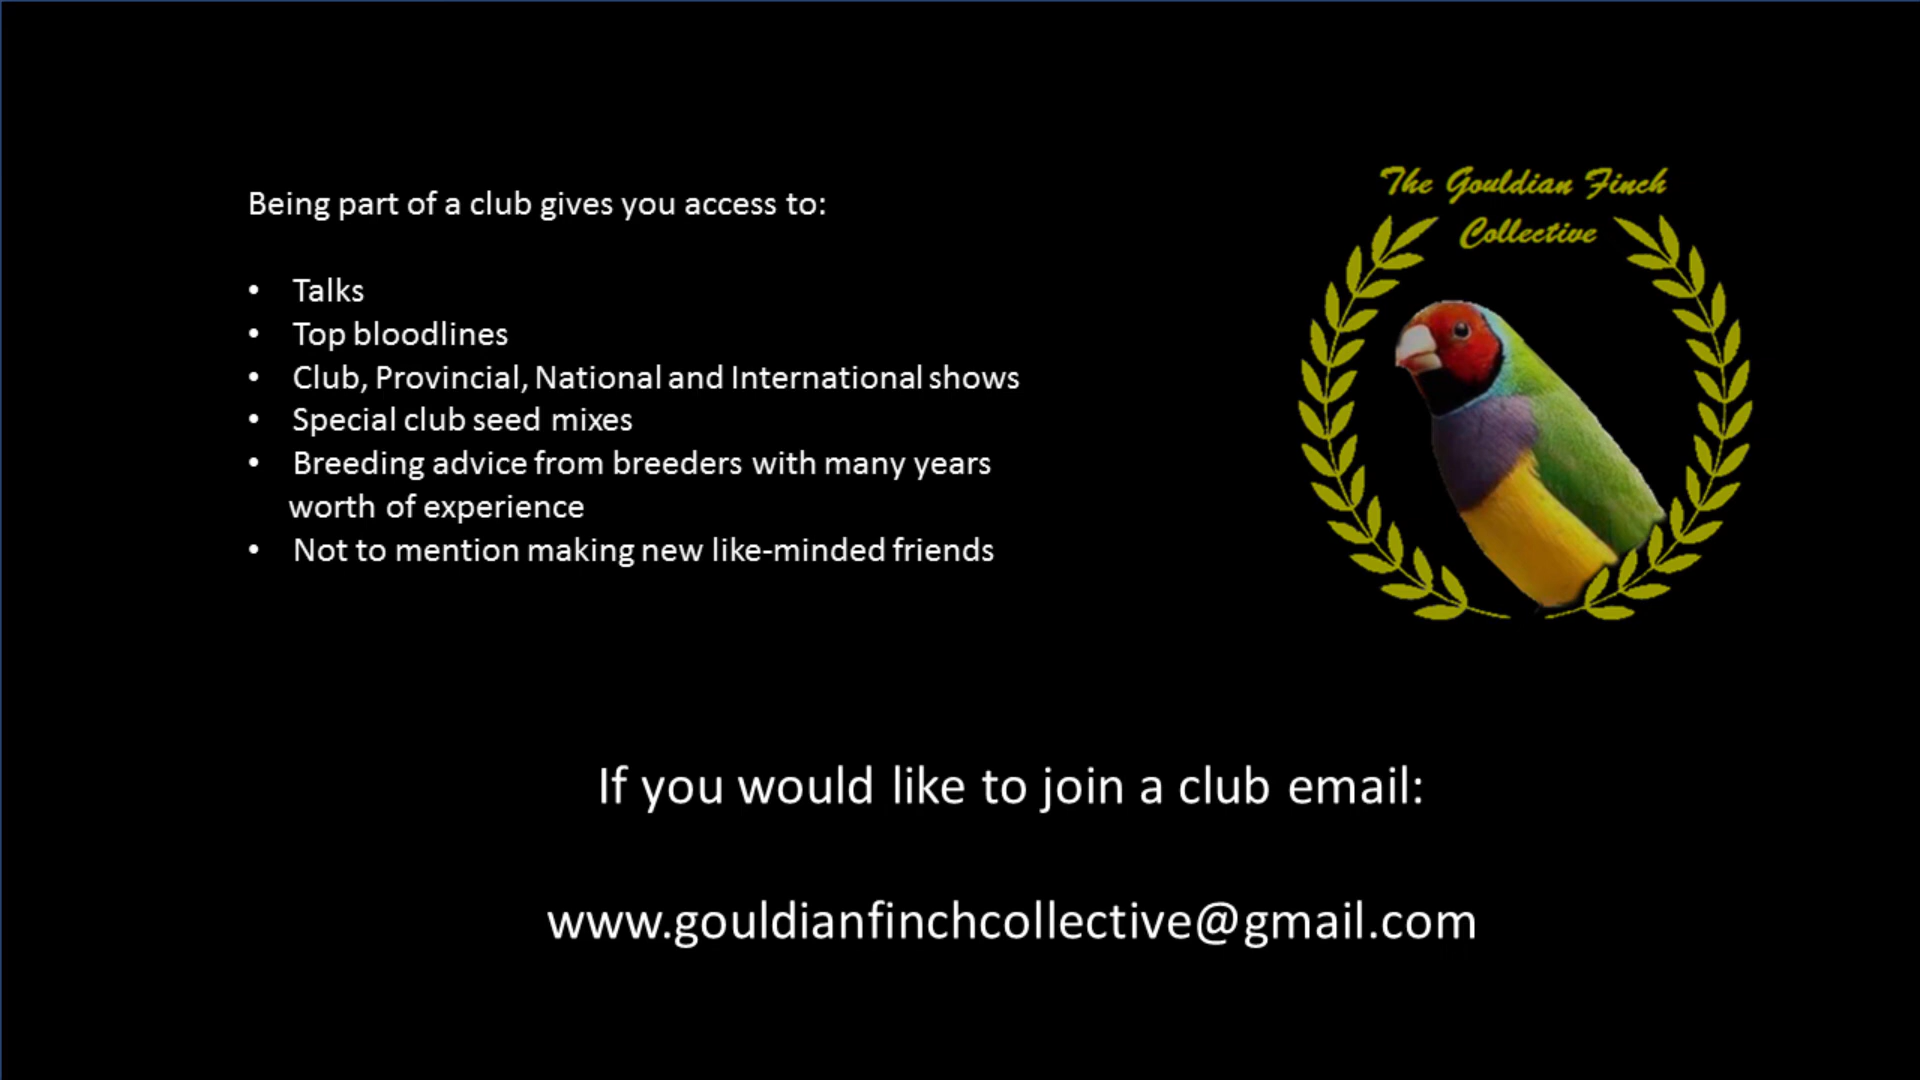 The Gouldian Finch
Collective
Being part of a club gives you access to:
• Talks
• Top bloodlines
• Club, Provincial, National and International shows
• Special club seed mixes
• Breeding advice from breeders with many years
worth of experience
• Not to mention making new like-minded friends
If you would like to join a club email:
www.gouldianfinchcollective@gmail.com